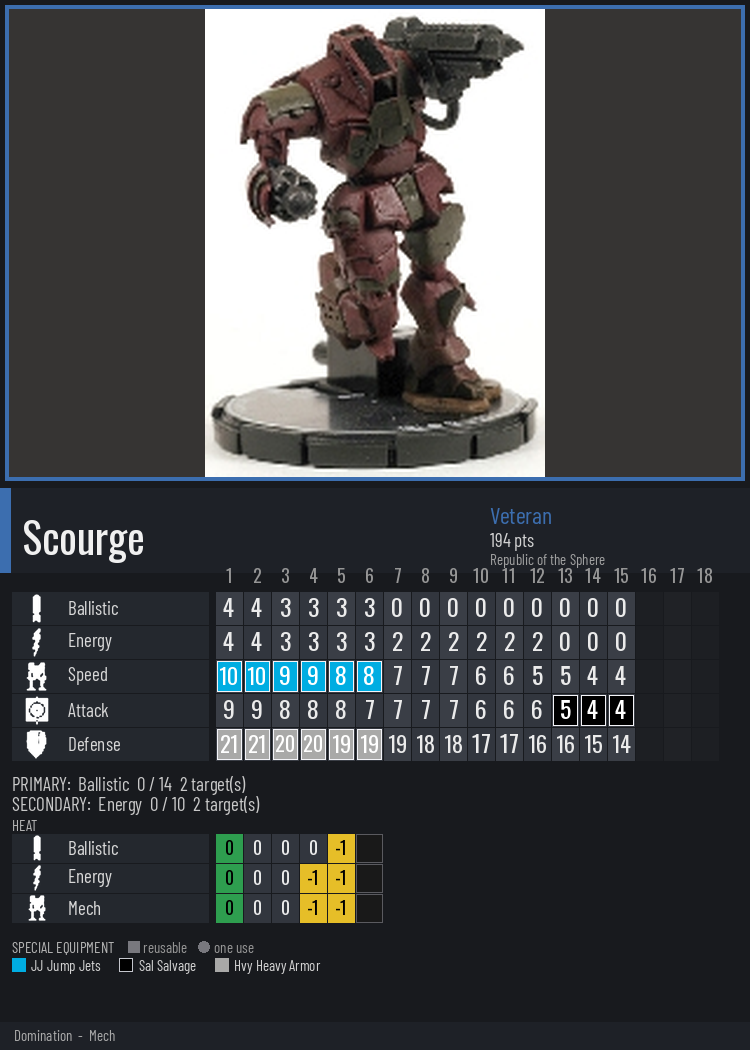 Scourge
Veteran
194 pts
Republic of the Sphere
1 2 3 4 5 6 7 8 9 10 11 12 13 14 15 16 17 18
Ballistic 4 4 3 3 3 3 0 0 0 0 0 0 0 0 0
Energy 4 4 3 3 3 3 2 2 2 2 2 2 0 0 0
Speed 10 10 9 9 8 8 7 7 7 6 6 5 5 4 4
Attack 9 9 8 8 8 7 7 7 7 6 6 6 5 4 4
Defense 21 21 20 20 19 19 19 18 18 17 17 16 16 15 14
PRIMARY: Ballistic 0 / 14 2 target(s)
SECONDARY: Energy 0 / 10 2 target(s)
HEAT
Ballistic 0 0 0 0 -1
Energy 0 0 0 -1 -1
Mech 0 0 0 -1 -1
SPECIAL EQUIPMENT reusable one use
JJ Jump Jets Sal Salvage Hvy Heavy Armor
Domination - Mech